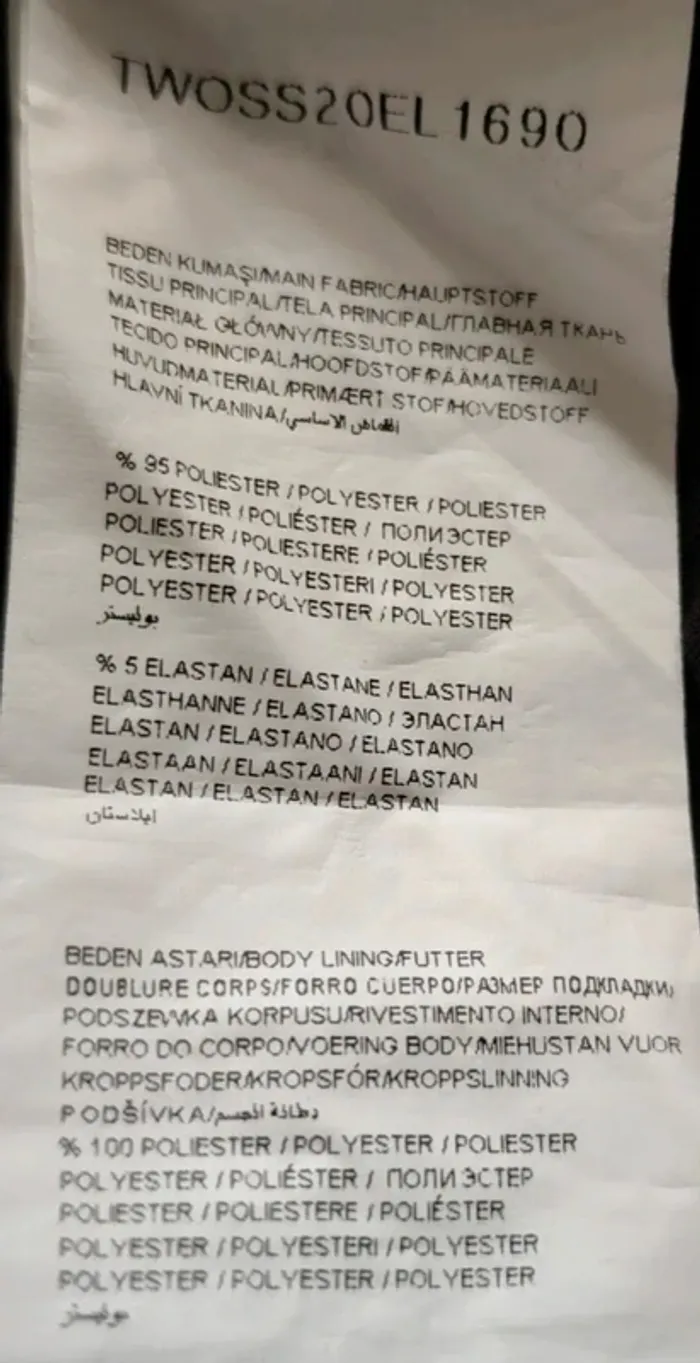 TWOSS20EL1690
BEDEN KUMAŞI/MAIN FABRIC/HAUPTSTOFF
TISSU PRINCIPAL/TELA PRINCIPAL/ГЛАВНАЯ ТКАНЬ
MATERIAŁ GŁÓWNY/TESSUTO PRINCIPALE
TECIDO PRINCIPAL/HOOFDSTOF/PÄÄMATERIAALI
HUVUDMATERIAL/PRIMÆRT STOF/HOVEDSTOFF
HLAVNÍ TKANINA/القماش الاساسي
% 95 POLIESTER / POLYESTER / POLIESTER
POLYESTER / POLIÉSTER / ПОЛИЭСТЕР
POLIESTER / POLIESTERE / POLIÉSTER
POLYESTER / POLYESTERI / POLYESTER
POLYESTER / POLYESTER / POLYESTER
بوليستر
% 5 ELASTAN / ELASTANE / ELASTHAN
ELASTHANNE / ELASTANO / ЭЛАСТАН
ELASTAN / ELASTANO / ELASTANO
ELASTAAN / ELASTAANI / ELASTAN
ELASTAN / ELASTAN / ELASTAN
ايلاستان
BEDEN ASTARI/BODY LINING/FUTTER
DOUBLURE CORPS/FORRO CUERPO/РАЗМЕР ПОДКЛАДКИ/
PODSZEWKA KORPUSU/RIVESTIMENTO INTERNO/
FORRO DO CORPO/VOERING BODY/MIEHUSTAN VUOR
KROPPSFODER/KROPSFÓR/KROPPSLINNING
PODŠÍVKA/بطانة الجسم
% 100 POLIESTER / POLYESTER / POLIESTER
POLYESTER / POLIÉSTER / ПОЛИЭСТЕР
POLIESTER / POLIESTERE / POLIÉSTER
POLYESTER / POLYESTERI / POLYESTER
POLYESTER / POLYESTER / POLYESTER
بوليستر